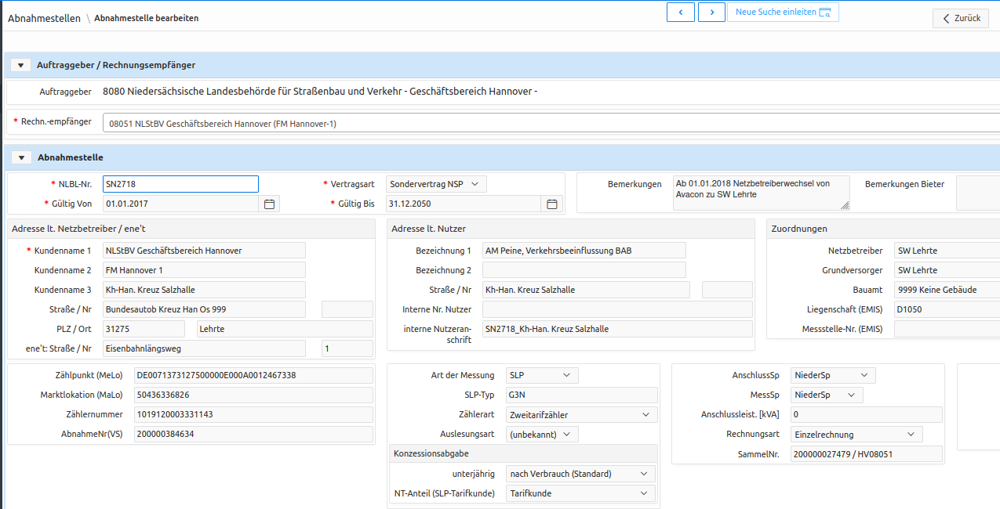 Abnahmestellen \ Abnahmestelle bearbeiten
Neue Suche einleiten
Zurück
Auftraggeber / Rechnungsempfänger
Auftraggeber 8080 Niedersächsische Landesbehörde für Straßenbau und Verkehr - Geschäftsbereich Hannover -
* Rechn.-empfänger 08051 NLStBV Geschäftsbereich Hannover (FM Hannover-1)
Abnahmestelle
* NLBL-Nr. SN2718 * Vertragsart Sondervertrag NSP
* Gültig Von 01.01.2017 * Gültig Bis 31.12.2050
Bemerkungen Ab 01.01.2018 Netzbetreiberwechsel von
Avacon zu SW Lehrte
Bemerkungen Bieter
Adresse lt. Netzbetreiber / ene't
* Kundenname 1 NLStBV Geschäftsbereich Hannover
Kundenname 2 FM Hannover 1
Kundenname 3 Kh-Han. Kreuz Salzhalle
Straße / Nr Bundesautob Kreuz Han Os 999
PLZ / Ort 31275 Lehrte
ene't: Straße / Nr Eisenbahnlängsweg 1
Adresse lt. Nutzer
Bezeichnung 1 AM Peine, Verkehrsbeeinflussung BAB
Bezeichnung 2
Straße / Nr Kh-Han. Kreuz Salzhalle
Interne Nr. Nutzer
interne Nutzeran-
schrift SN2718_Kh-Han. Kreuz Salzhalle
Zuordnungen
Netzbetreiber SW Lehrte
Grundversorger SW Lehrte
Bauamt 9999 Keine Gebäude
Liegenschaft (EMIS) D1050
Messstelle-Nr. (EMIS)
Zählpunkt (MeLo) DE0071373127500000E000A0012467338
Marktlokation (MaLo) 50436336826
Zählernummer 1019120003331143
AbnahmeNr(VS) 200000384634
Art der Messung SLP
SLP-Typ G3N
Zählerart Zweitarifzähler
Auslesungsart (unbekannt)
Konzessionsabgabe
unterjährig nach Verbrauch (Standard)
NT-Anteil (SLP-Tarifkunde) Tarifkunde
AnschlussSp NiederSp
MessSp NiederSp
Anschlussleist. [kVA] 0
Rechnungsart Einzelrechnung
SammelNr. 200000027479 / HV08051